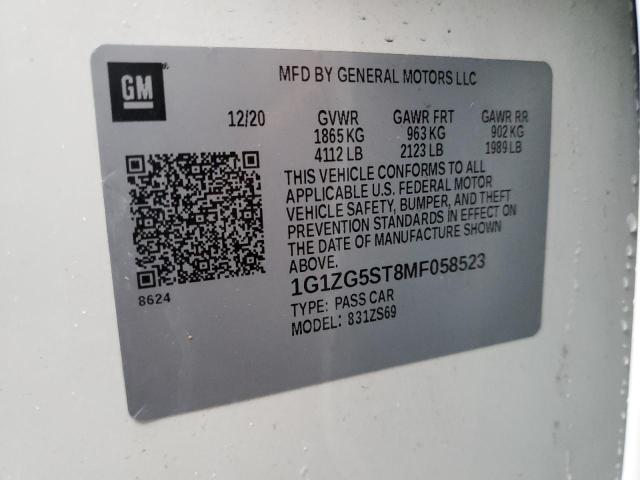 GM
MFD BY GENERAL MOTORS LLC
12/20 GVWR GAWR FRT GAWR RR
1865 KG 963 KG 902 KG
4112 LB 2123 LB 1989 LB
THIS VEHICLE CONFORMS TO ALL
APPLICABLE U.S. FEDERAL MOTOR
VEHICLE SAFETY, BUMPER, AND THEFT
PREVENTION STANDARDS IN EFFECT ON
THE DATE OF MANUFACTURE SHOWN
ABOVE.
8624
1G1ZG5ST8MF058523
TYPE: PASS CAR
MODEL: 831ZS69